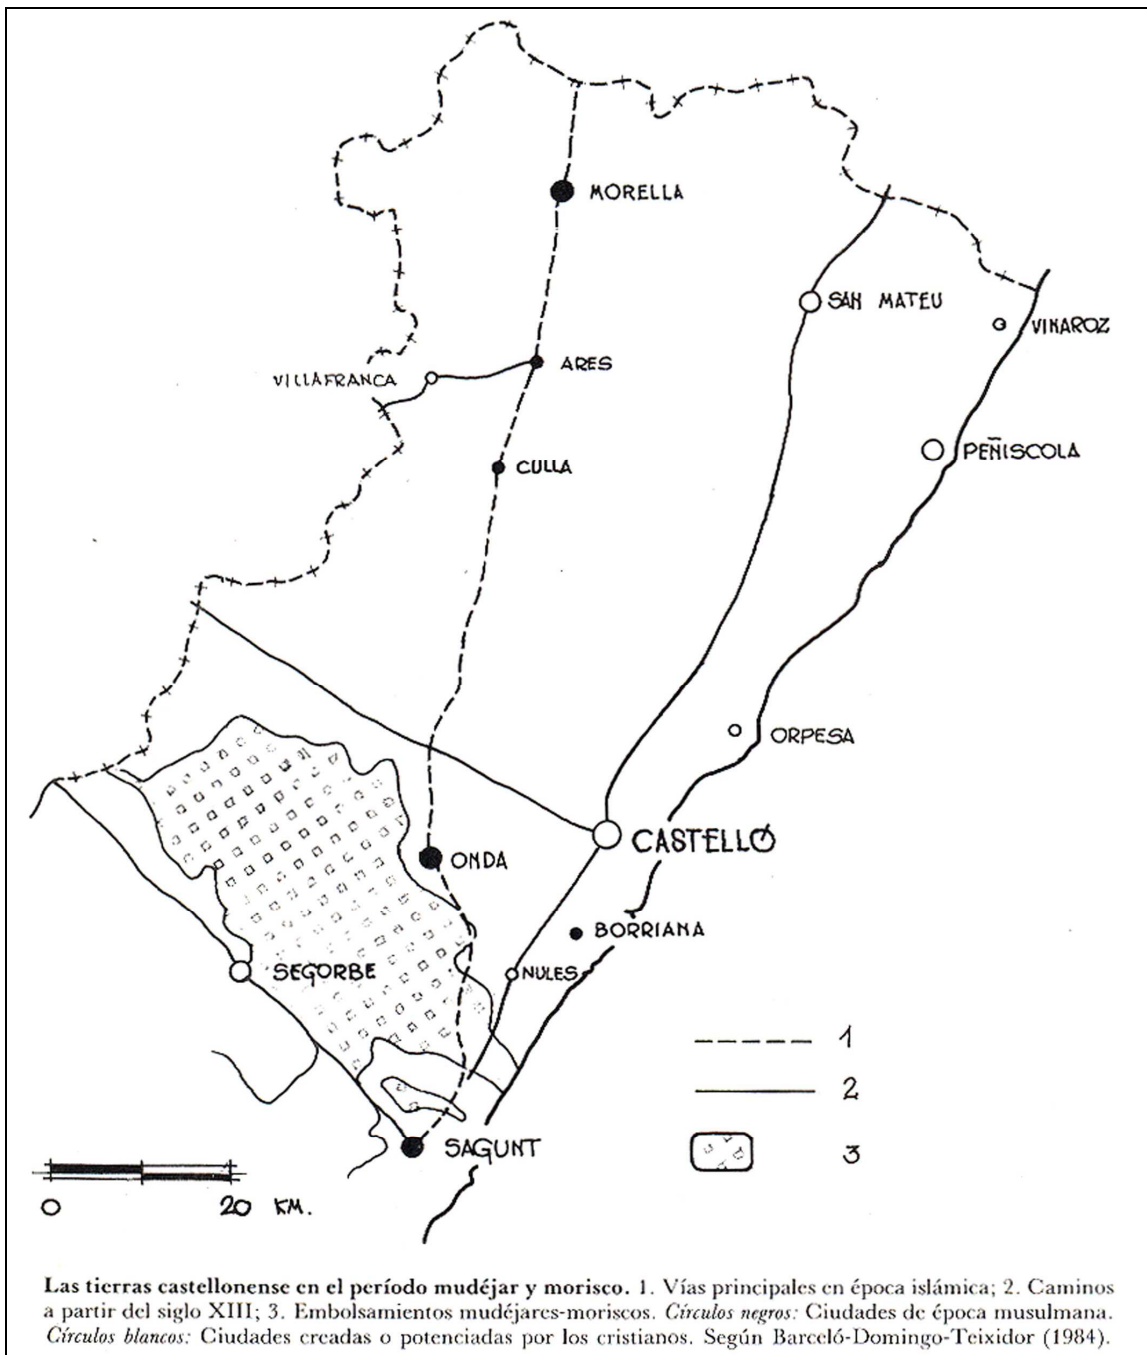 MORELLA
SAN MATEU
VINAROZ
ARES
VILLAFRANCA
PEÑISCOLA
CULLA
ORPESA
CASTELLÓ
ONDA
BORRIANA
SEGORBE
NULES
1
2
SAGUNT
3
0 20 KM.
Las tierras castellonense en el período mudéjar y morisco. 1. Vías principales en época islámica; 2. Caminos
a partir del siglo XIII; 3. Embolsamientos mudéjares-moriscos. Círculos negros: Ciudades de época musulmana.
Círculos blancos: Ciudades creadas o potenciadas por los cristianos. Según Barceló-Domingo-Teixidor (1984).